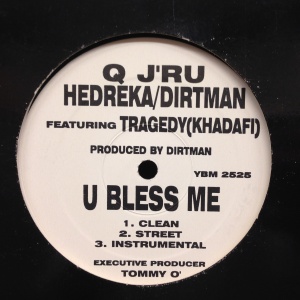 Q J'RU
HEDREKA/DIRTMAN
FEATURING TRAGEDY(KHADAFI)
PRODUCED BY DIRTMAN
YBM 2525
U BLESS ME
1. CLEAN
2. STREET
3. INSTRUMENTAL
EXECUTIVE PRODUCER
TOMMY O'